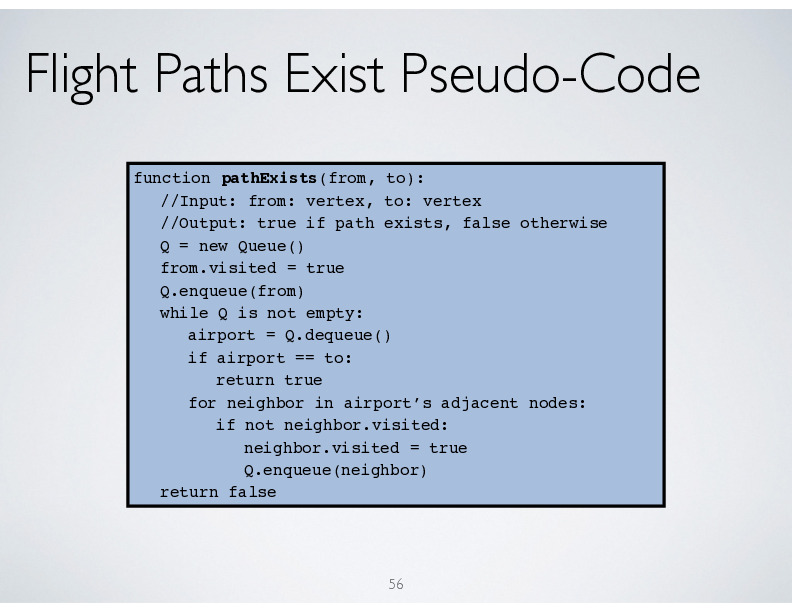 Flight Paths Exist Pseudo-Code
function pathExists(from, to):
//Input: from: vertex, to: vertex
//Output: true if path exists, false otherwise
Q = new Queue()
from.visited = true
Q.enqueue(from)
while Q is not empty:
airport = Q.dequeue()
if airport == to:
return true
for neighbor in airport’s adjacent nodes:
if not neighbor.visited:
neighbor.visited = true
Q.enqueue(neighbor)
return false
56